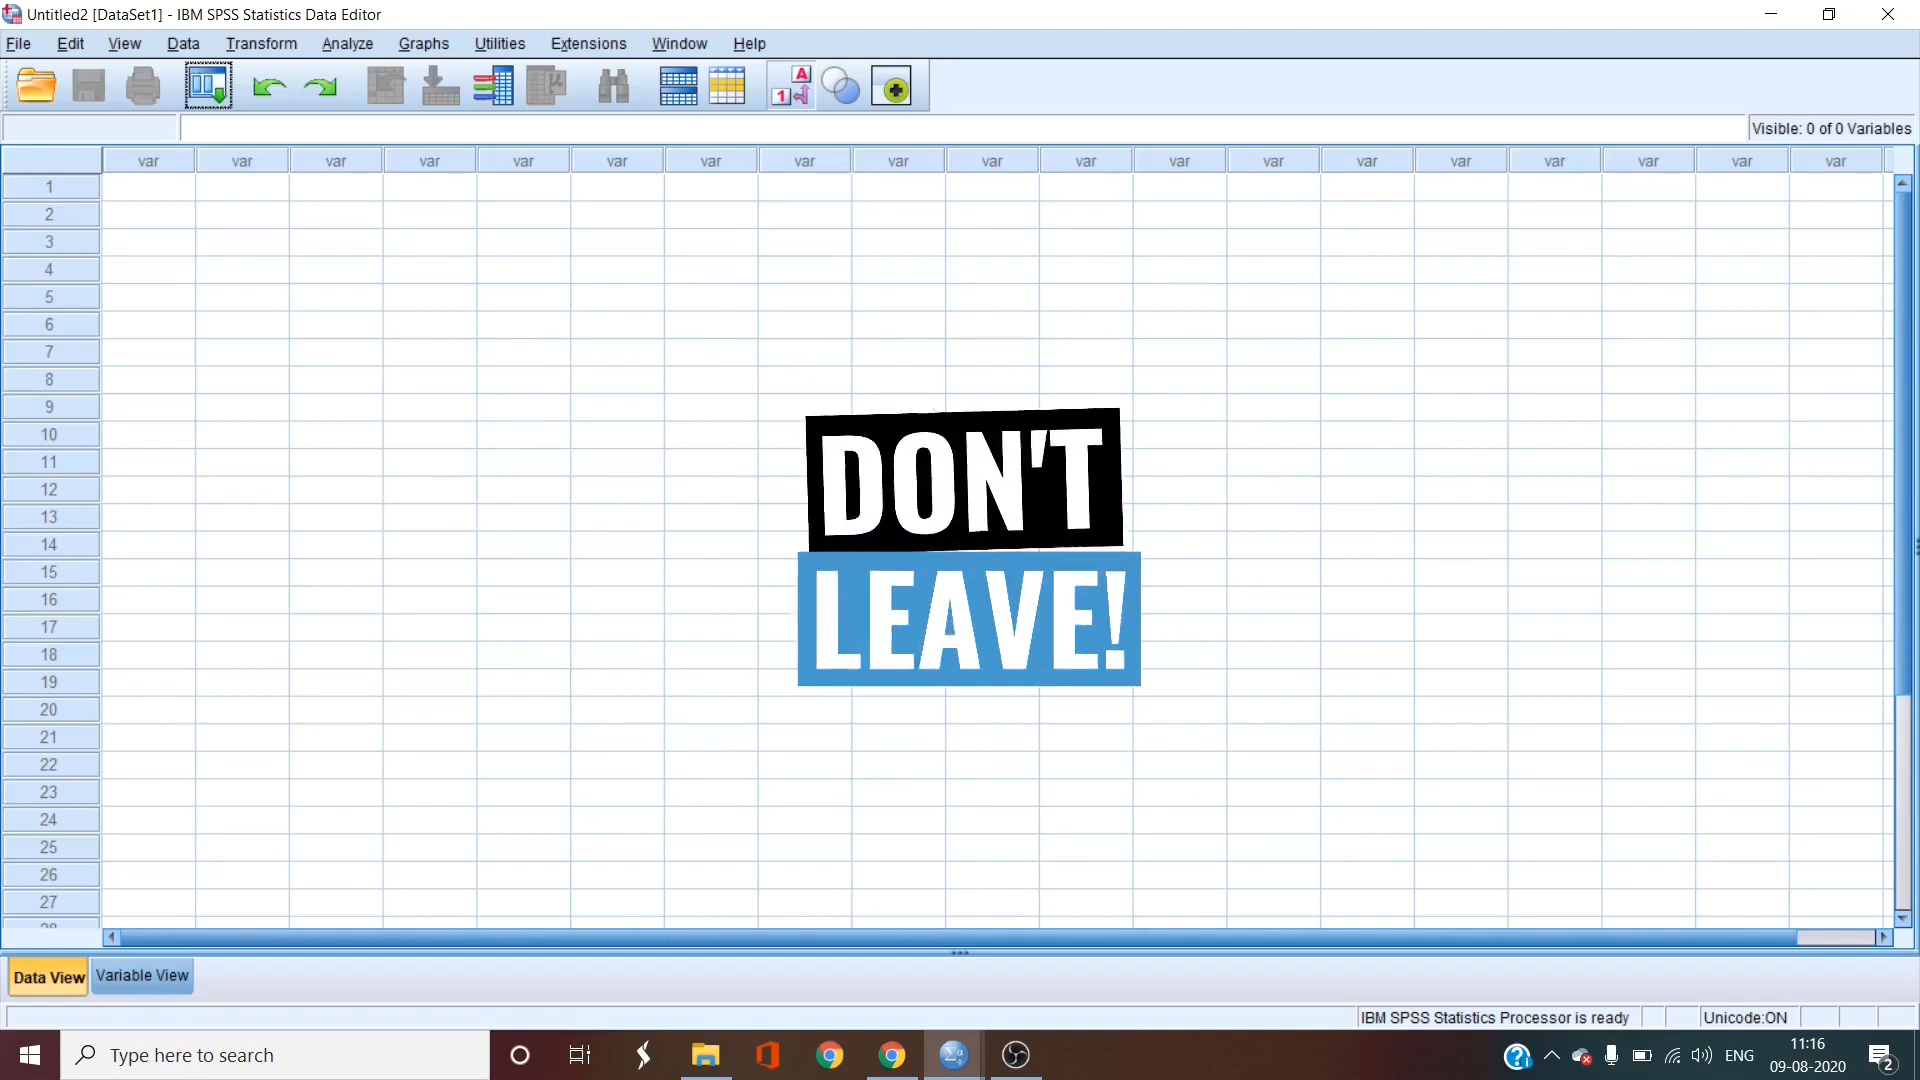 Untitled2 [DataSet1] - IBM SPSS Statistics Data Editor
File Edit View Data Transform Analyze Graphs Utilities Extensions Window Help
A
1
Visible: 0 of 0 Variables
var var var var var var var var var var var var var var var var var var var
1
2
3
4
5
6
7
8
9
10
11
12
13
14
15
16
17
18
19
20
21
22
23
24
25
26
27
28
DON'T
LEAVE!
Data View Variable View
IBM SPSS Statistics Processor is ready Unicode:ON
Type here to search
ENG
11:16
09-08-2020
2